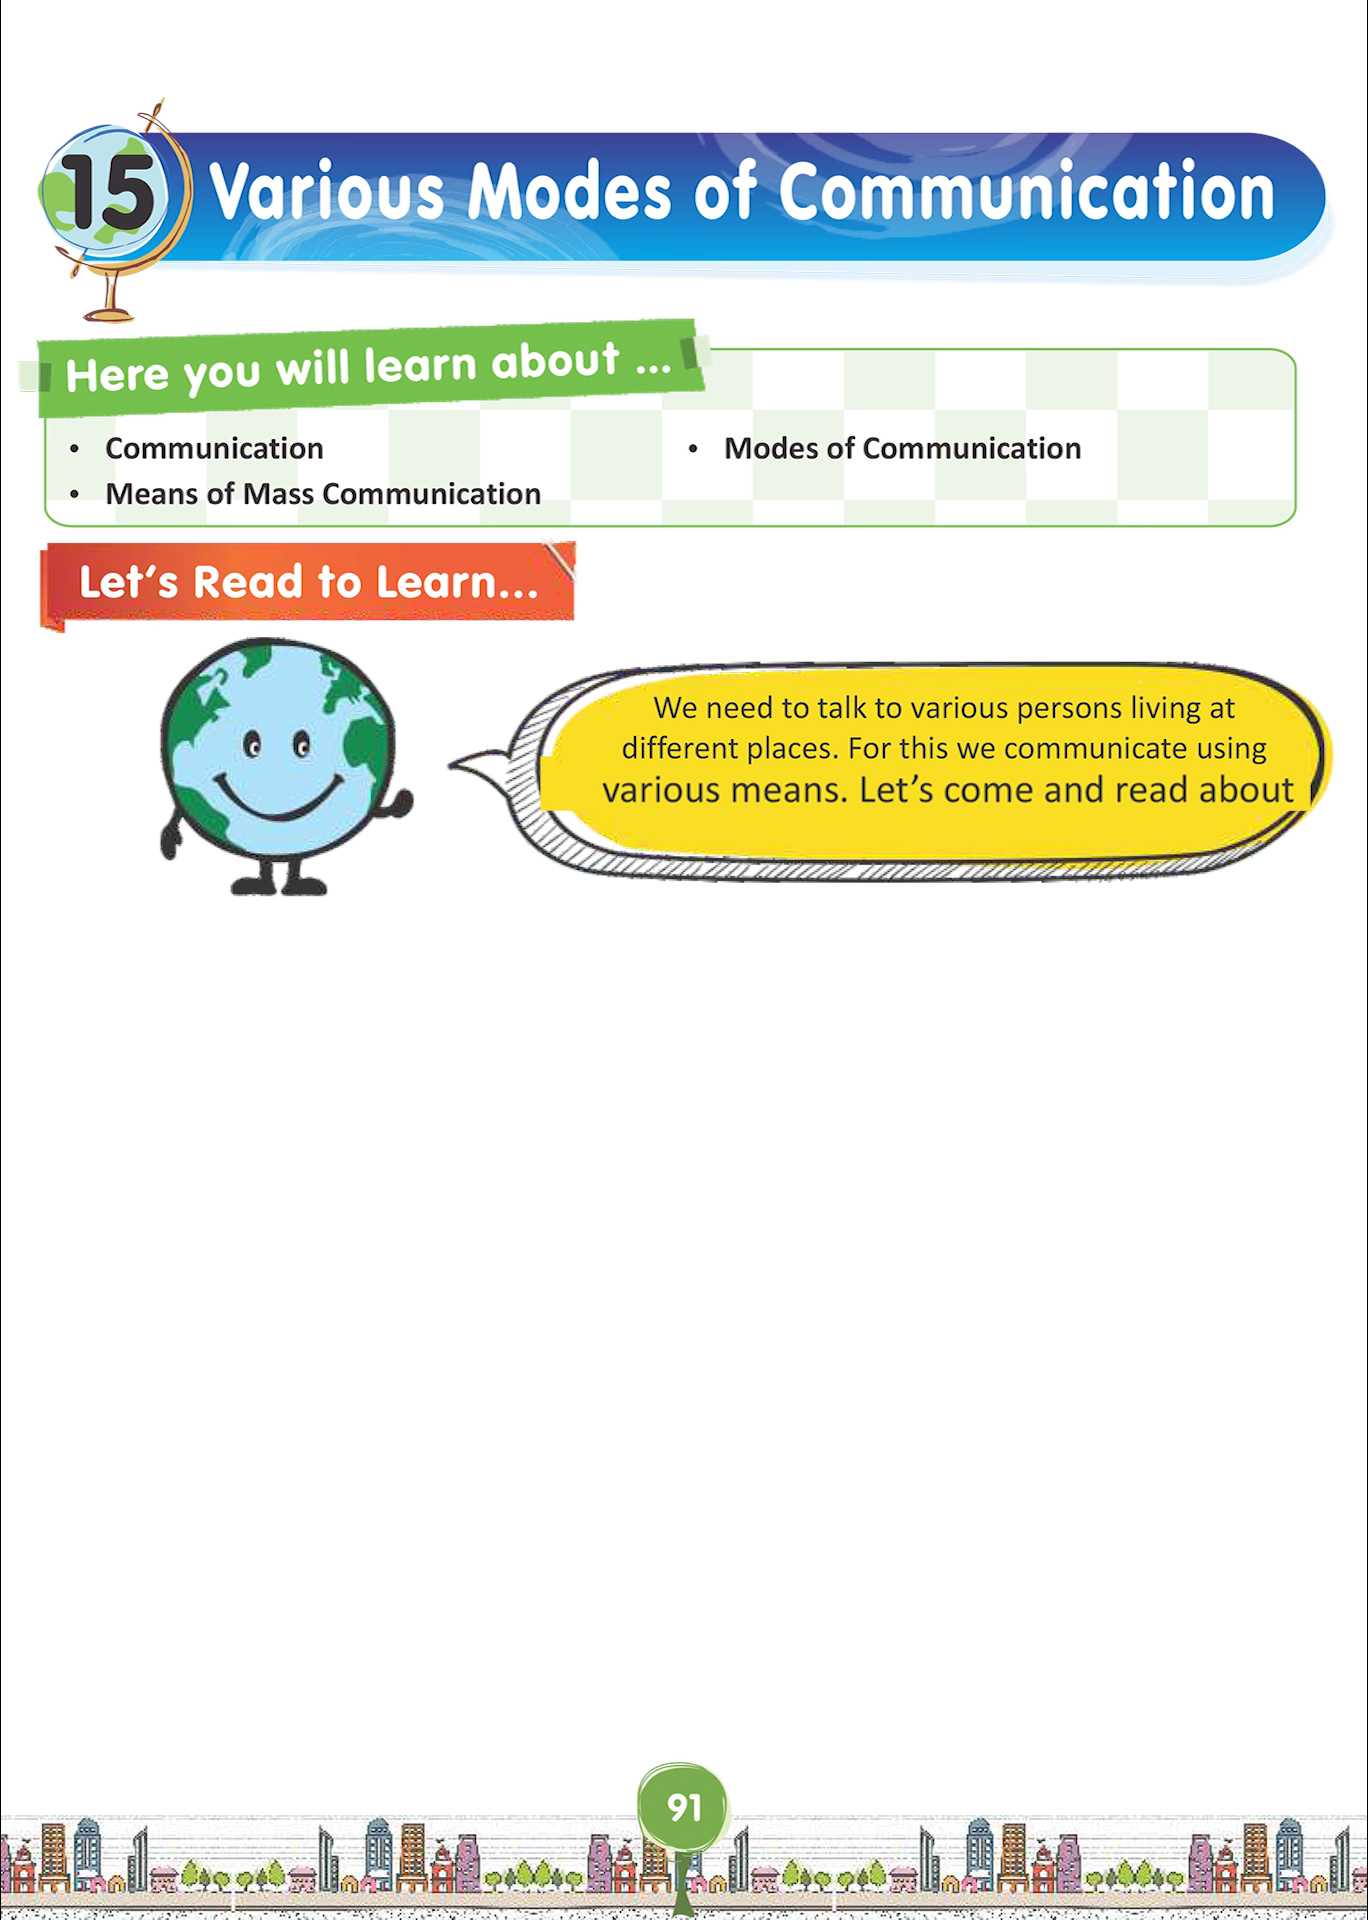 15
Various Modes of Communication
Here you will learn about ...
• Communication
• Modes of Communication
• Means of Mass Communication
Let's Read to Learn...
We need to talk to various persons living at
different places. For this we communicate using
various means. Let's come and read about
91